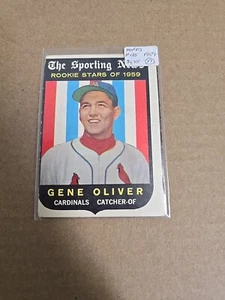 The Sporting News
ROOKIE STARS OF 1959
GENE OLIVER
CARDINALS CATCHER-OF